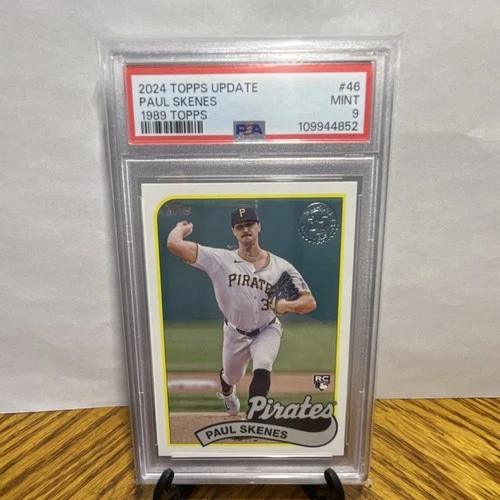 2024 TOPPS UPDATE #46
PAUL SKENES MINT
1989 TOPPS 9
PSA 109944852
P
PIRATES
Pirates
RC
PAUL SKENES